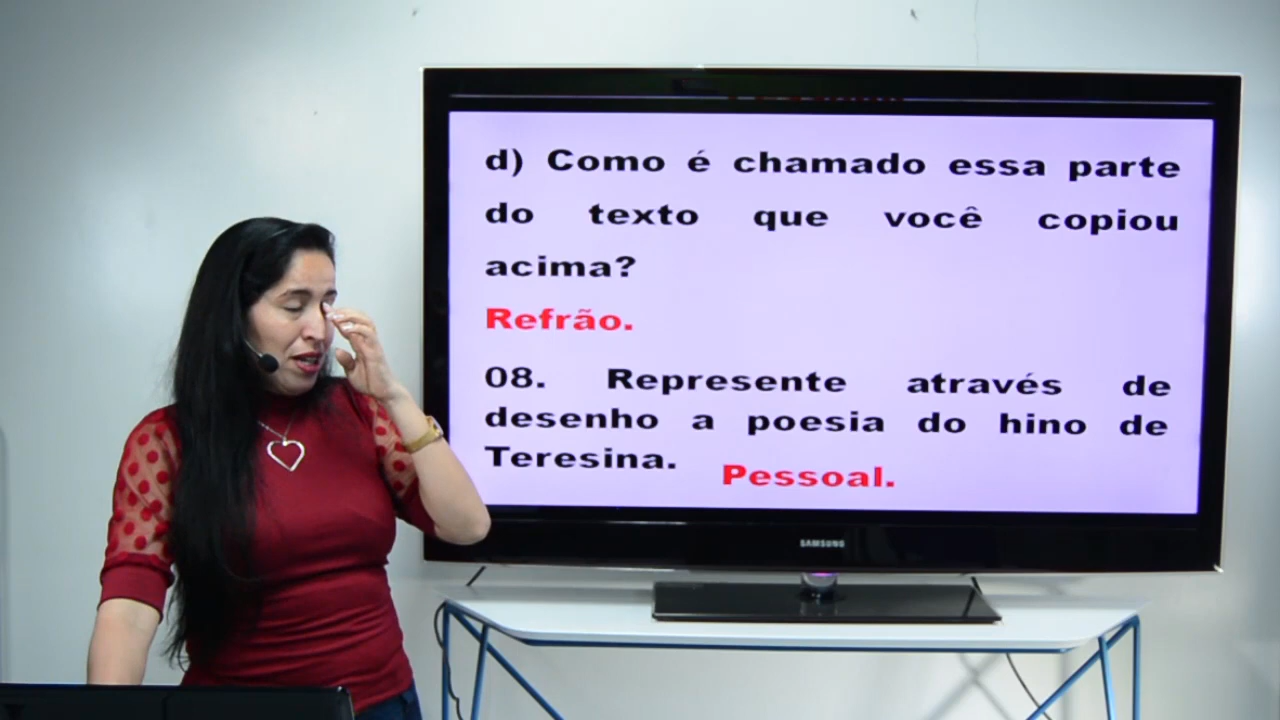 d) Como é chamado essa parte
do texto que você copiou
acima?
Refrão.
08. Represente através de
desenho a poesia do hino de
Teresina. Pessoal.
SAMSUNG